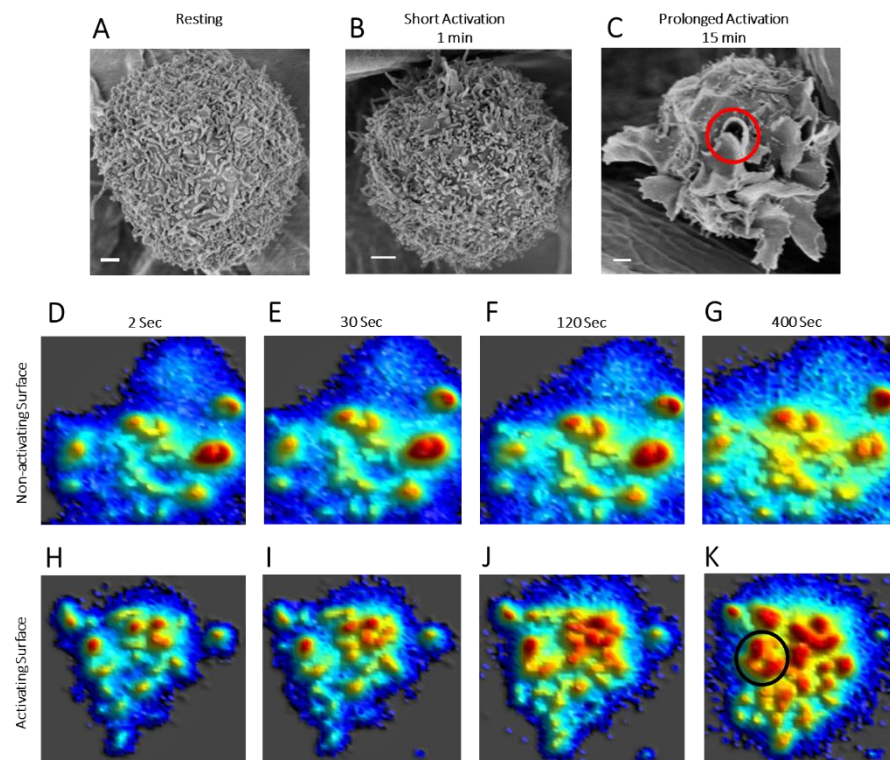 A
Resting
B
Short Activation
1 min
C
Prolonged Activation
15 min
D
2 Sec
E
30 Sec
F
120 Sec
G
400 Sec
Non-activating Surface
H
I
J
K
Activating Surface